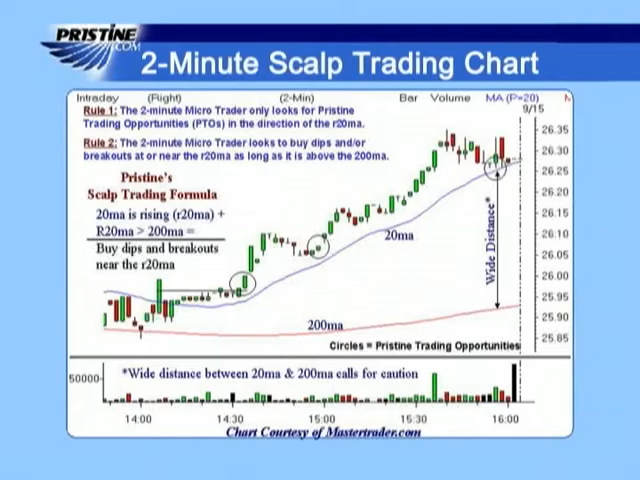 PRISTINE
.COM
2-Minute Scalp Trading Chart
Intraday (Right) (2-Min) Bar Volume MA (P=20) M
9/15
Rule 1: The 2-minute Micro Trader only looks for Pristine
Trading Opportunities (PTOs) in the direction of the r20ma.
Rule 2: The 2-minute Micro Trader looks to buy dips and/or
breakouts at or near the r20ma as long as it is above the 200ma.
Pristine's
Scalp Trading Formula
20ma is rising (r20ma) +
R20ma > 200ma =
Buy dips and breakouts
near the r20ma
26.35
26.30
26.25
26.20
26.15
26.10
26.05
26.00
25.95
25.90
25.85
20ma
Wide Distance*
200ma
Circles = Pristine Trading Opportunities
*Wide distance between 20ma & 200ma calls for caution
50000
14:00 14:30 15:00 15:30 16:00
Chart Courtesy of Mastertrader.com